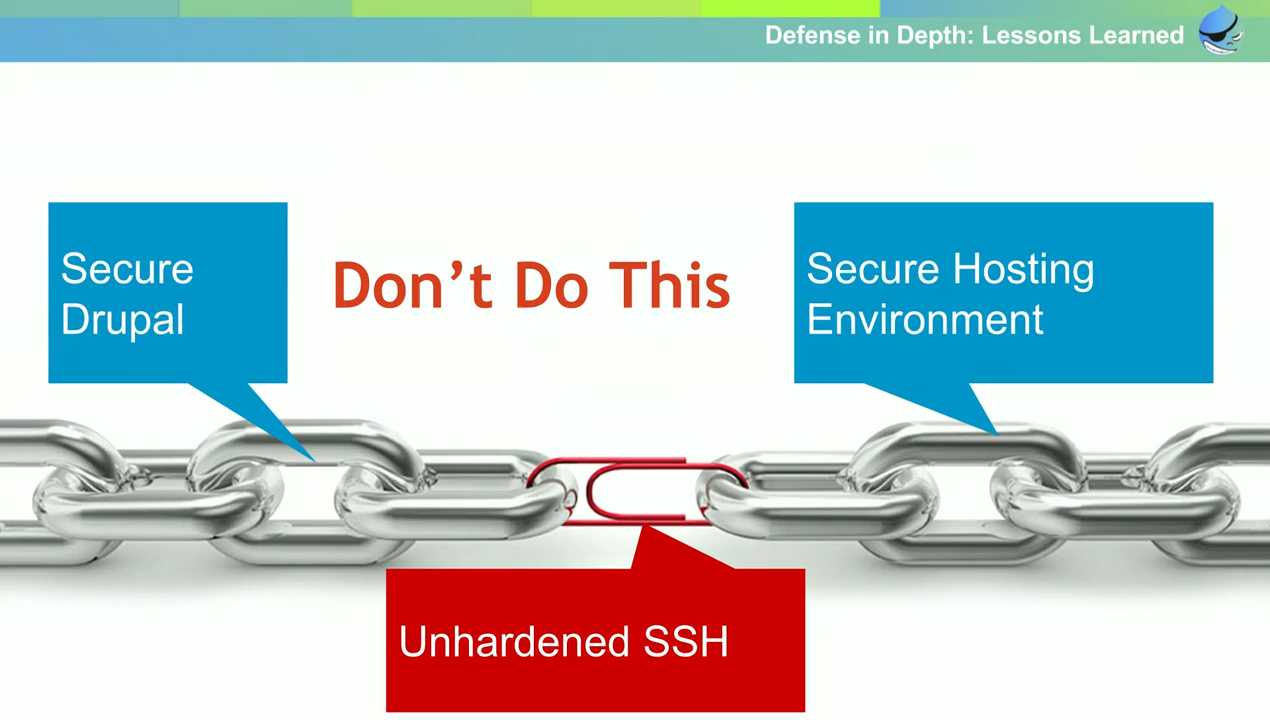 Defense in Depth: Lessons Learned
Secure
Drupal
Don't Do This
Secure Hosting
Environment
Unhardened SSH